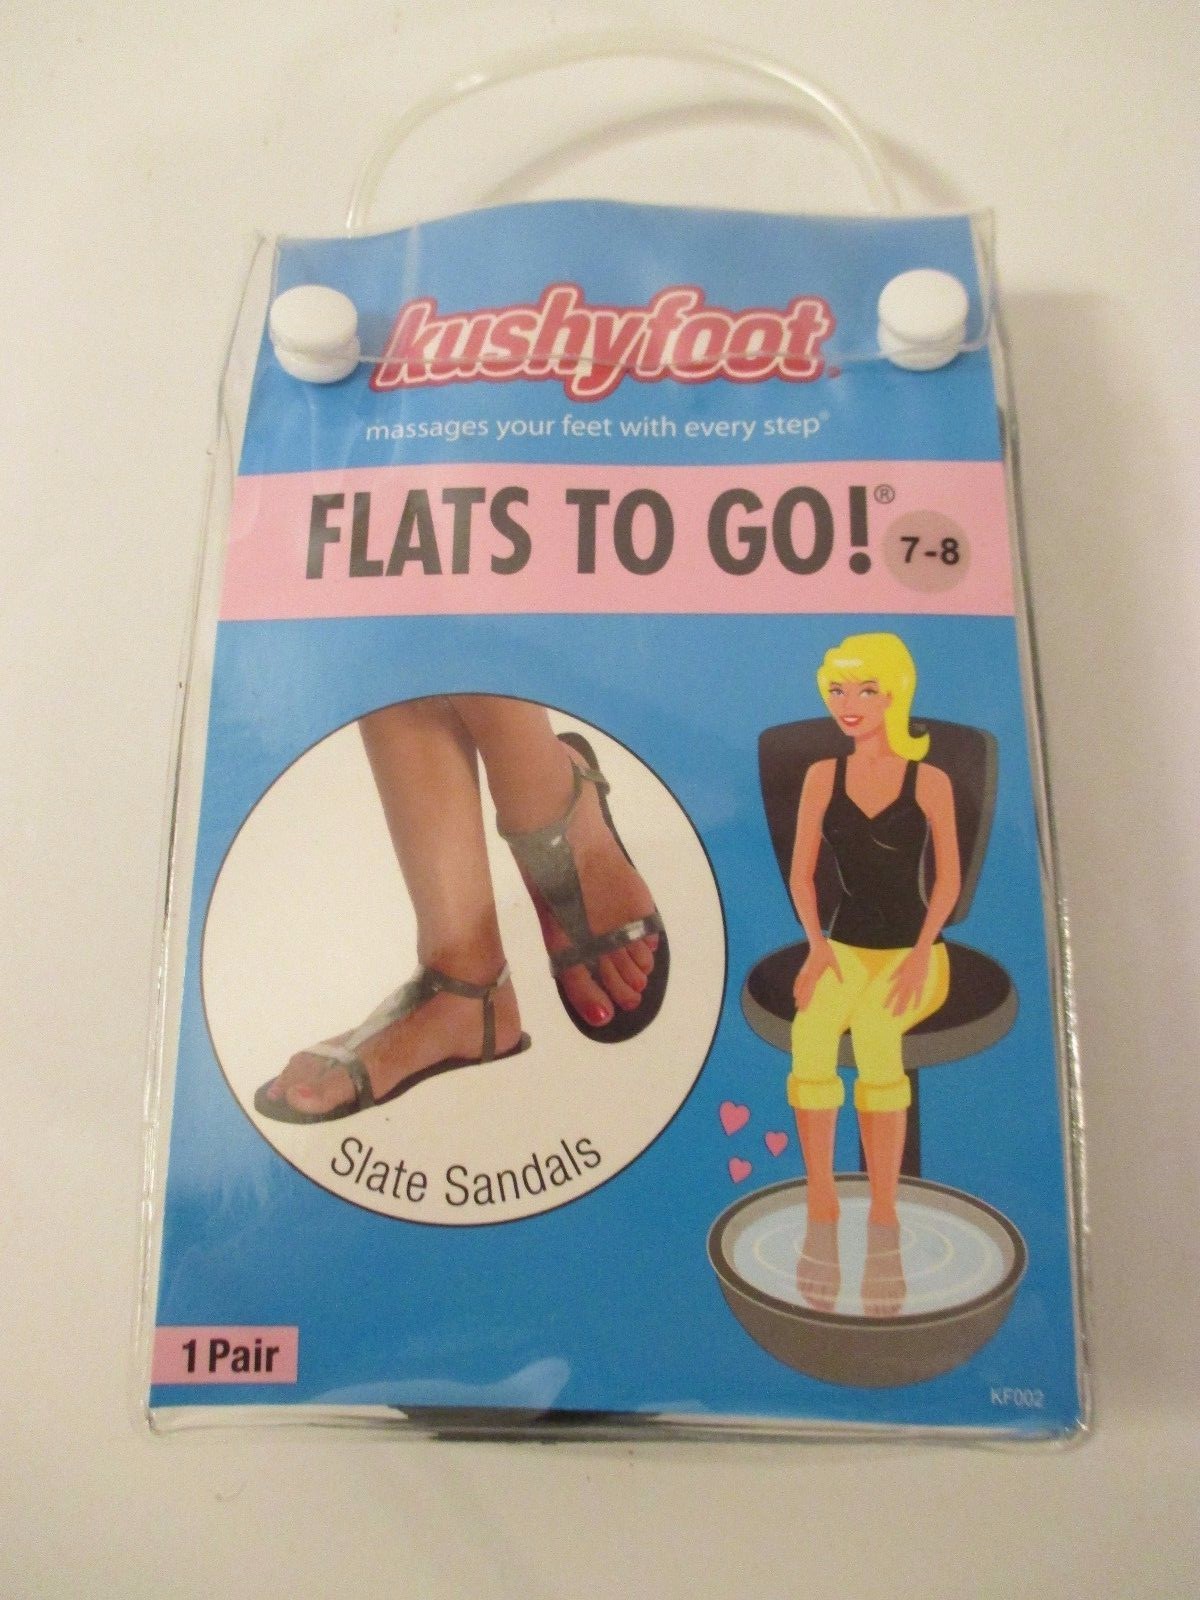 kushyfoot®
massages your feet with every step®
FLATS TO GO!®
7-8
Slate Sandals
1 Pair
KF002